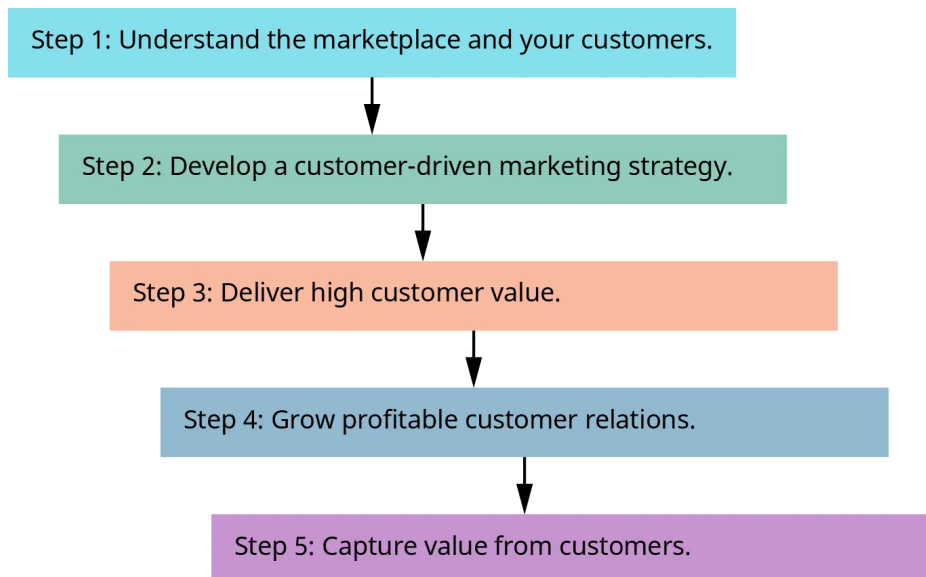 Step 1: Understand the marketplace and your customers.
Step 2: Develop a customer-driven marketing strategy.
Step 3: Deliver high customer value.
Step 4: Grow profitable customer relations.
Step 5: Capture value from customers.